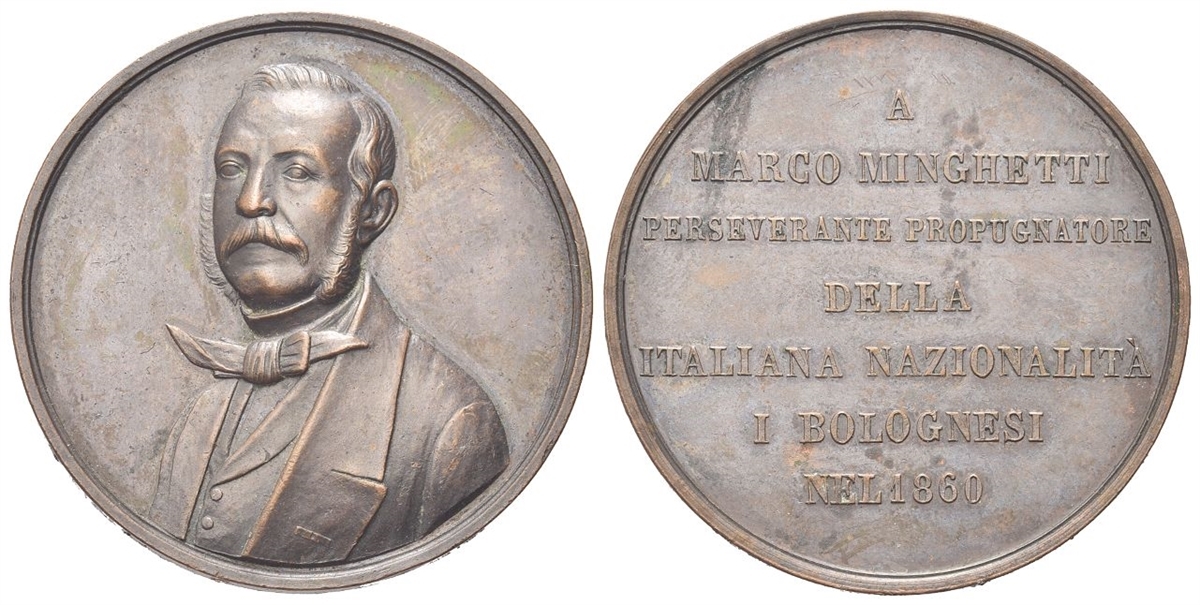 A
MARCO MINGHETTI
PERSEVERANTE PROPUGNATORE
DELLA
ITALIANA NAZIONALITÀ
I BOLOGNESI
NEL 1860